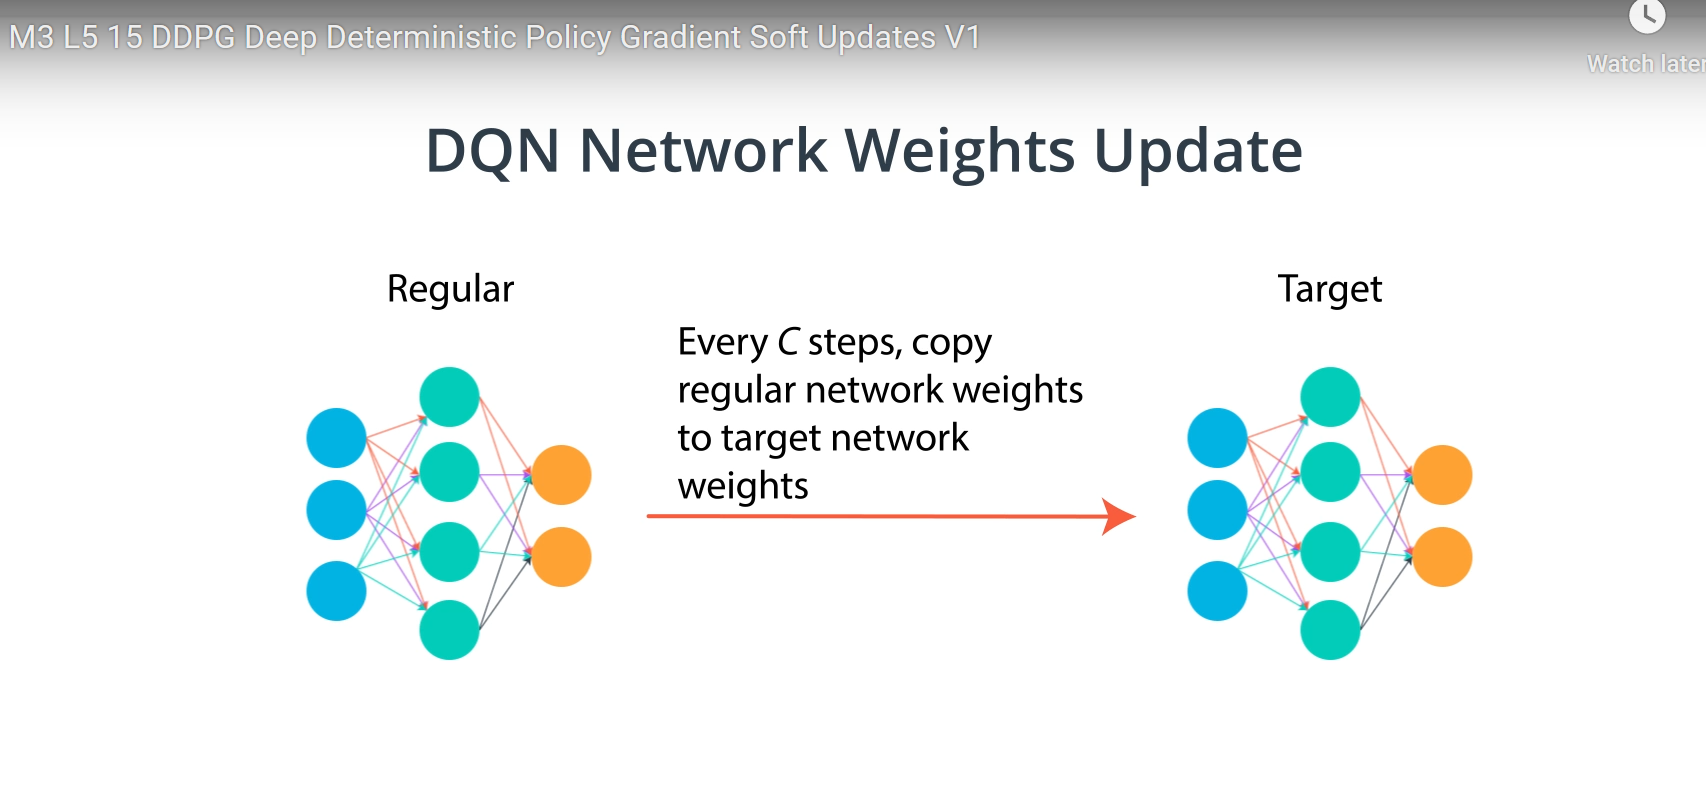 M3 L5 15 DDPG Deep Deterministic Policy Gradient Soft Updates V1
Watch later
DQN Network Weights Update
Regular
Target
Every C steps, copy
regular network weights
to target network
weights